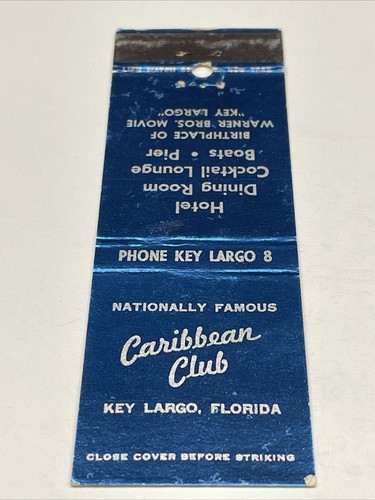 NATIONALLY FAMOUS
Caribbean
Club
KEY LARGO, FLORIDA
CLOSE COVER BEFORE STRIKING
PHONE KEY LARGO 8
Hotel
Dining Room
Cocktail Lounge
Boats • Pier
BIRTHPLACE OF
WARNER BROS. MOVIE
"KEY LARGO"